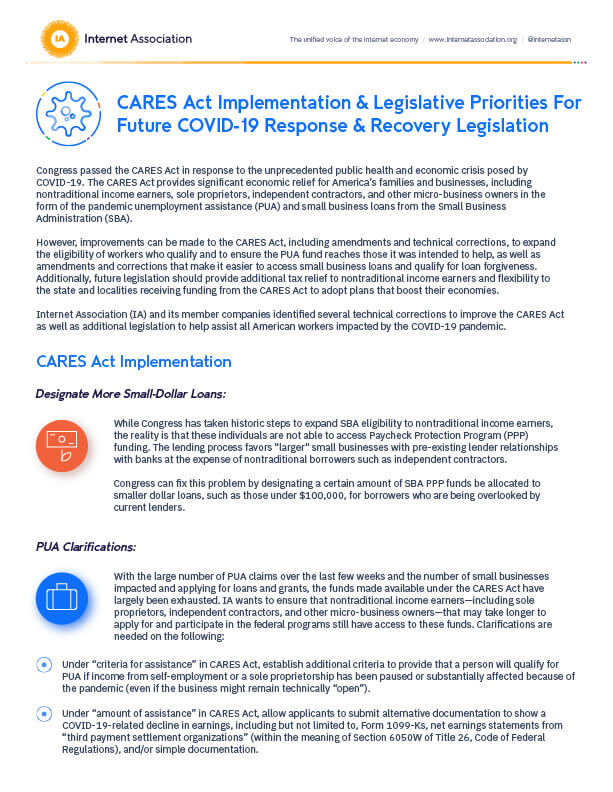 IA Internet Association
The unified voice of the internet economy / www.internetassociation.org / @internetassn
CARES Act Implementation & Legislative Priorities For
Future COVID-19 Response & Recovery Legislation
Congress passed the CARES Act in response to the unprecedented public health and economic crisis posed by
COVID-19. The CARES Act provides significant economic relief for America's families and businesses, including
nontraditional income earners, sole proprietors, independent contractors, and other micro-business owners in the
form of the pandemic unemployment assistance (PUA) and small business loans from the Small Business
Administration (SBA).
However, improvements can be made to the CARES Act, including amendments and technical corrections, to expand
the eligibility of workers who qualify and to ensure the PUA fund reaches those it was intended to help, as well as
amendments and corrections that make it easier to access small business loans and qualify for loan forgiveness.
Additionally, future legislation should provide additional tax relief to nontraditional income earners and flexibility to
the state and localities receiving funding from the CARES Act to adopt plans that boost their economies.
Internet Association (IA) and its member companies identified several technical corrections to improve the CARES Act
as well as additional legislation to help assist all American workers impacted by the COVID-19 pandemic.
CARES Act Implementation
Designate More Small-Dollar Loans:
While Congress has taken historic steps to expand SBA eligibility to nontraditional income earners,
the reality is that these individuals are not able to access Paycheck Protection Program (PPP)
funding. The lending process favors "larger" small businesses with pre-existing lender relationships
with banks at the expense of nontraditional borrowers such as independent contractors.
Congress can fix this problem by designating a certain amount of SBA PPP funds be allocated to
smaller dollar loans, such as those under $100,000, for borrowers who are being overlooked by
current lenders.
PUA Clarifications:
With the large number of PUA claims over the last few weeks and the number of small businesses
impacted and applying for loans and grants, the funds made available under the CARES Act have
largely been exhausted. IA wants to ensure that nontraditional income earners—including sole
proprietors, independent contractors, and other micro-business owners—that may take longer to
apply for and participate in the federal programs still have access to these funds. Clarifications are
needed on the following:
Under “criteria for assistance” in CARES Act, establish additional criteria to provide that a person will qualify for
PUA if income from self-employment or a sole proprietorship has been paused or substantially affected because of
the pandemic (even if the business might remain technically “open”).
Under “amount of assistance” in CARES Act, allow applicants to submit alternative documentation to show a
COVID-19-related decline in earnings, including but not limited to, Form 1099-Ks, net earnings statements from
“third payment settlement organizations” (within the meaning of Section 6050W of Title 26, Code of Federal
Regulations), and/or simple documentation.